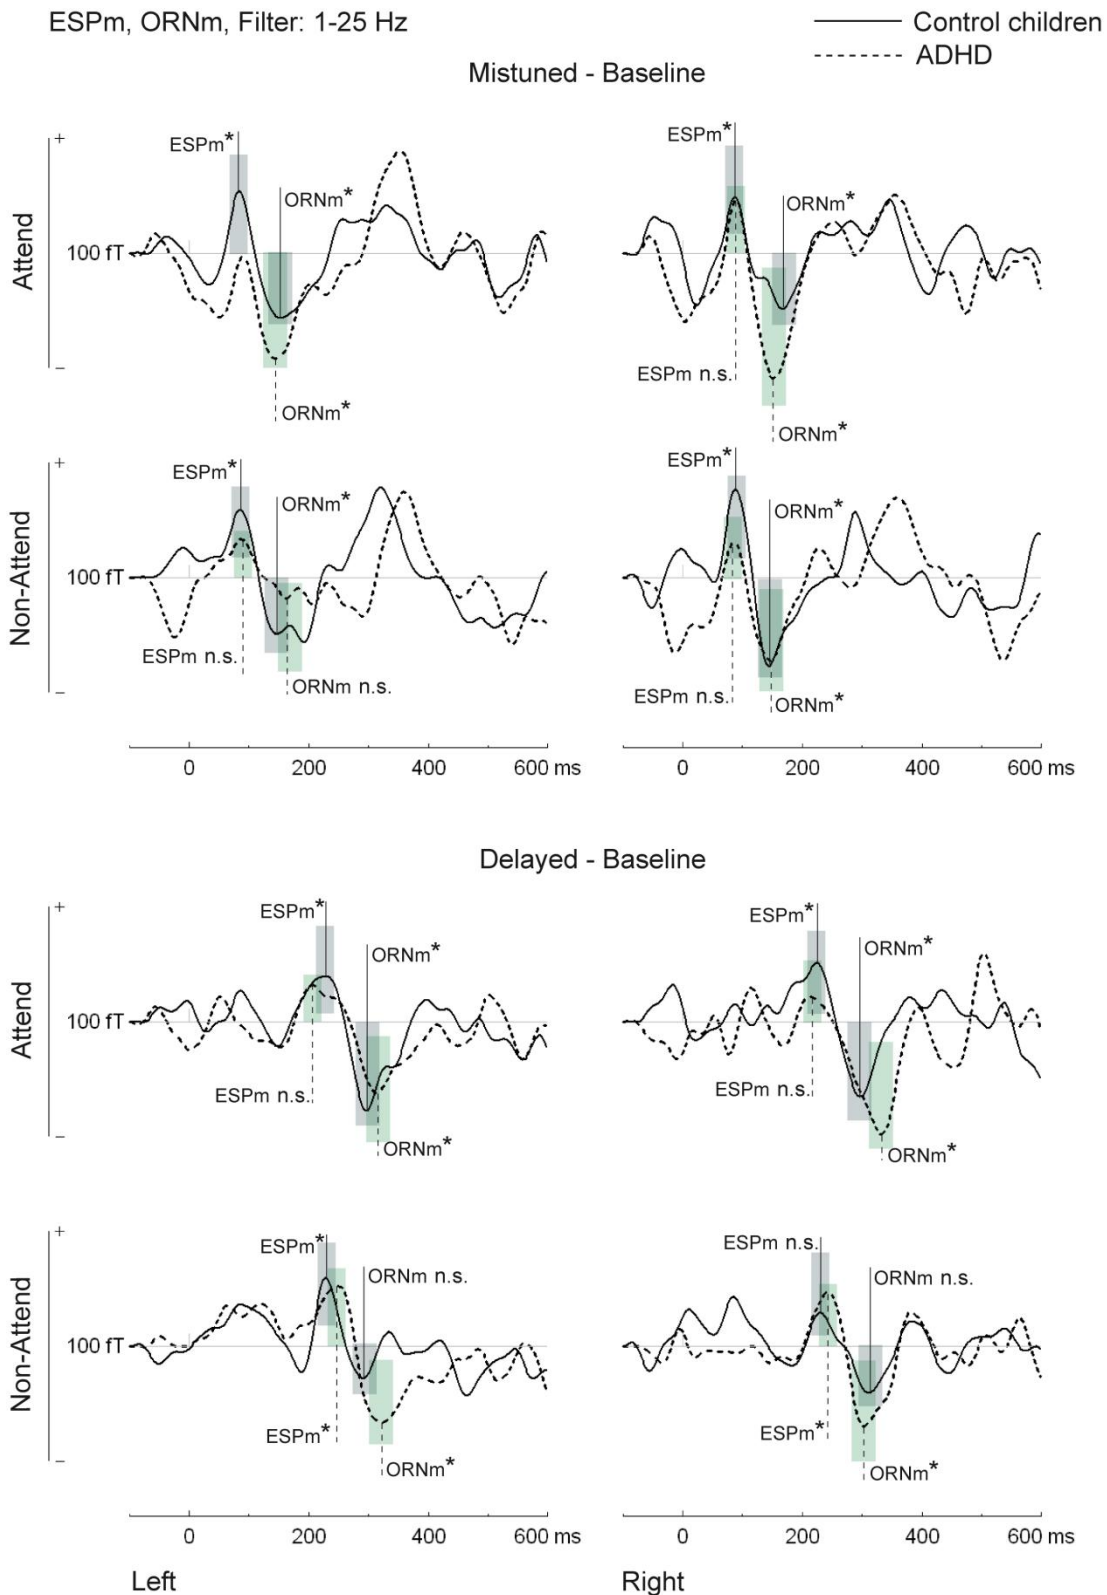 ESPm, ORNm, Filter: 1-25 Hz
Control children
ADHD
Mistuned - Baseline
Attend
+
100 fT
−
ESPm*
ORNm*
ORNm*
ESPm*
ORNm*
ESPm n.s.
ORNm*
Non-Attend
+
100 fT
−
ESPm*
ORNm*
ESPm n.s.
ORNm n.s.
ESPm*
ORNm*
ESPm n.s.
ORNm*
0 200 400 600 ms
0 200 400 600 ms
Delayed - Baseline
Attend
+
100 fT
−
ESPm*
ORNm*
ESPm n.s.
ORNm*
ESPm*
ORNm*
ESPm n.s.
ORNm*
Non-Attend
+
100 fT
−
ESPm*
ORNm n.s.
ESPm*
ORNm*
ESPm n.s.
ORNm n.s.
ESPm*
ORNm*
0 200 400 600 ms
0 200 400 600 ms
Left
Right